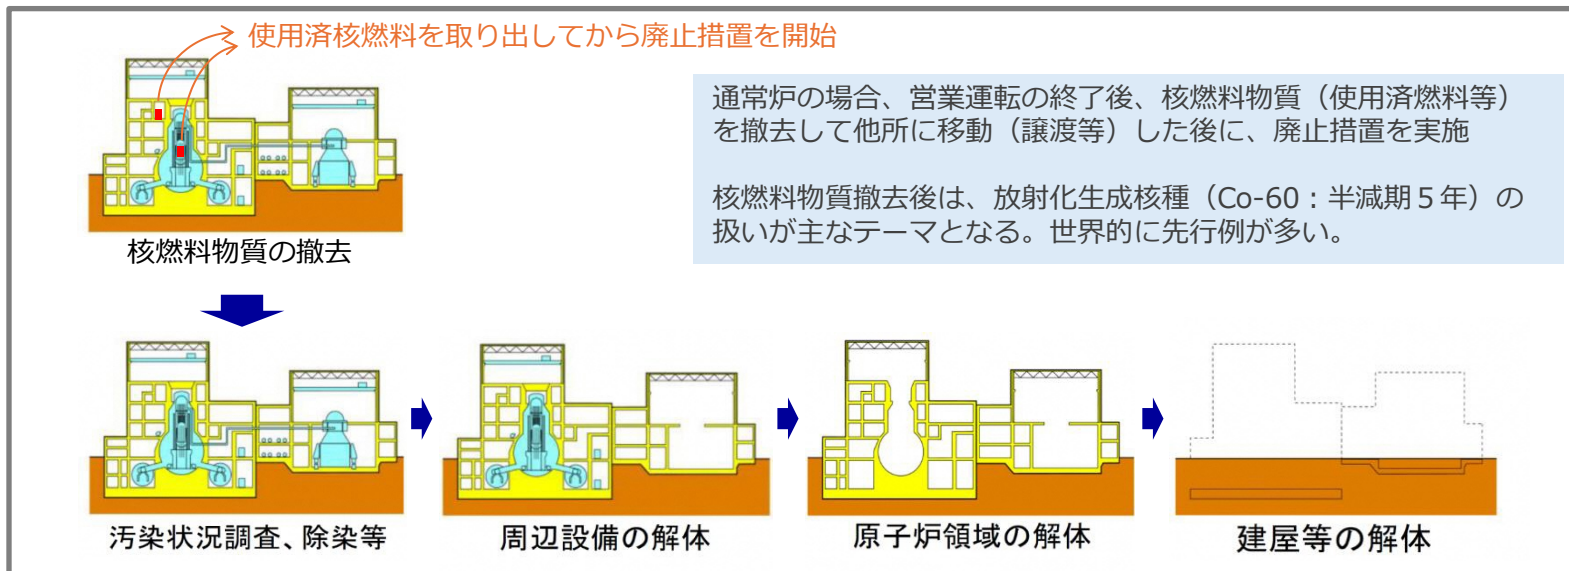 使用済核燃料を取り出してから廃止措置を開始
通常炉の場合、営業運転の終了後、核燃料物質（使用済燃料等）
を撤去して他所に移動（譲渡等）した後に、廃止措置を実施
核燃料物質撤去後は、放射化生成核種（Co-60：半減期５年）の
扱いが主なテーマとなる。世界的に先行例が多い。
核燃料物質の撤去
汚染状況調査、除染等
周辺設備の解体
原子炉領域の解体
建屋等の解体